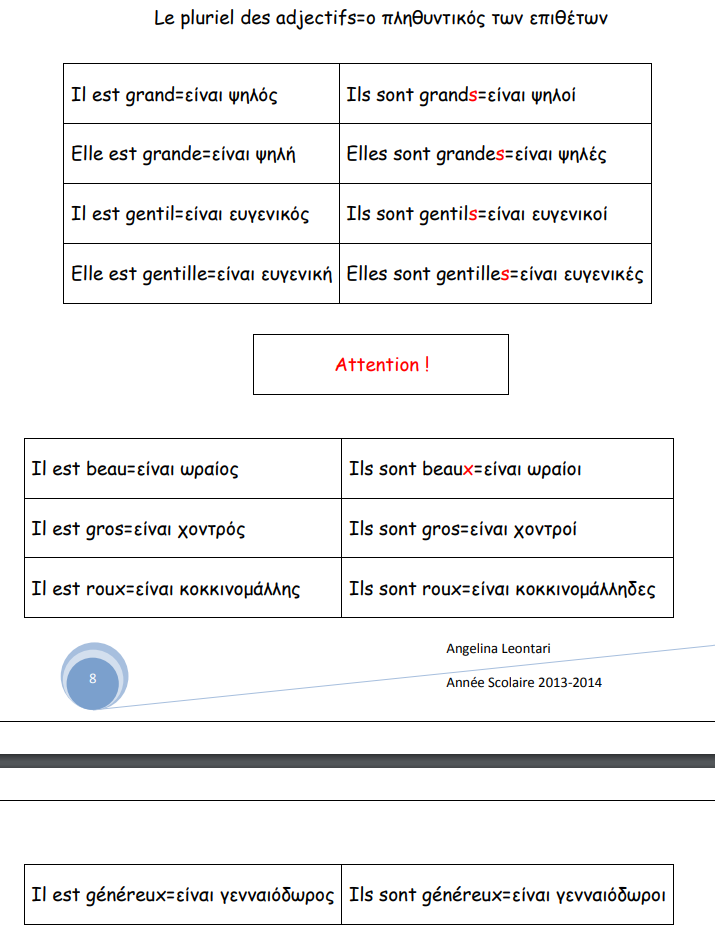 Le pluriel des adjectifs=ο πληθυντικός των επιθέτων
Il est grand=είναι ψηλός
Ils sont grands=είναι ψηλοί
Elle est grande=είναι ψηλή
Elles sont grandes=είναι ψηλές
Il est gentil=είναι ευγενικός
Ils sont gentils=είναι ευγενικοί
Elle est gentille=είναι ευγενική
Elles sont gentilles=είναι ευγενικές
Attention !
Il est beau=είναι ωραίος
Ils sont beaux=είναι ωραίοι
Il est gros=είναι χοντρός
Ils sont gros=είναι χοντροί
Il est roux=είναι κοκκινομάλλης
Ils sont roux=είναι κοκκινομάλληδες
Angelina Leontari
8
Année Scolaire 2013-2014
Il est généreux=είναι γενναιόδωρος
Ils sont généreux=είναι γενναιόδωροι